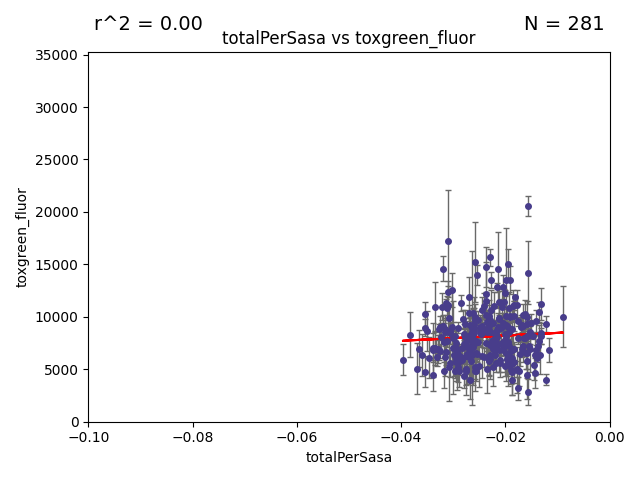 r^2 = 0.00
N = 281
totalPerSasa vs toxgreen_fluor
35000
30000
25000
20000
15000
10000
5000
0
toxgreen_fluor
−0.10
−0.08
−0.06
−0.04
−0.02
0.00
totalPerSasa